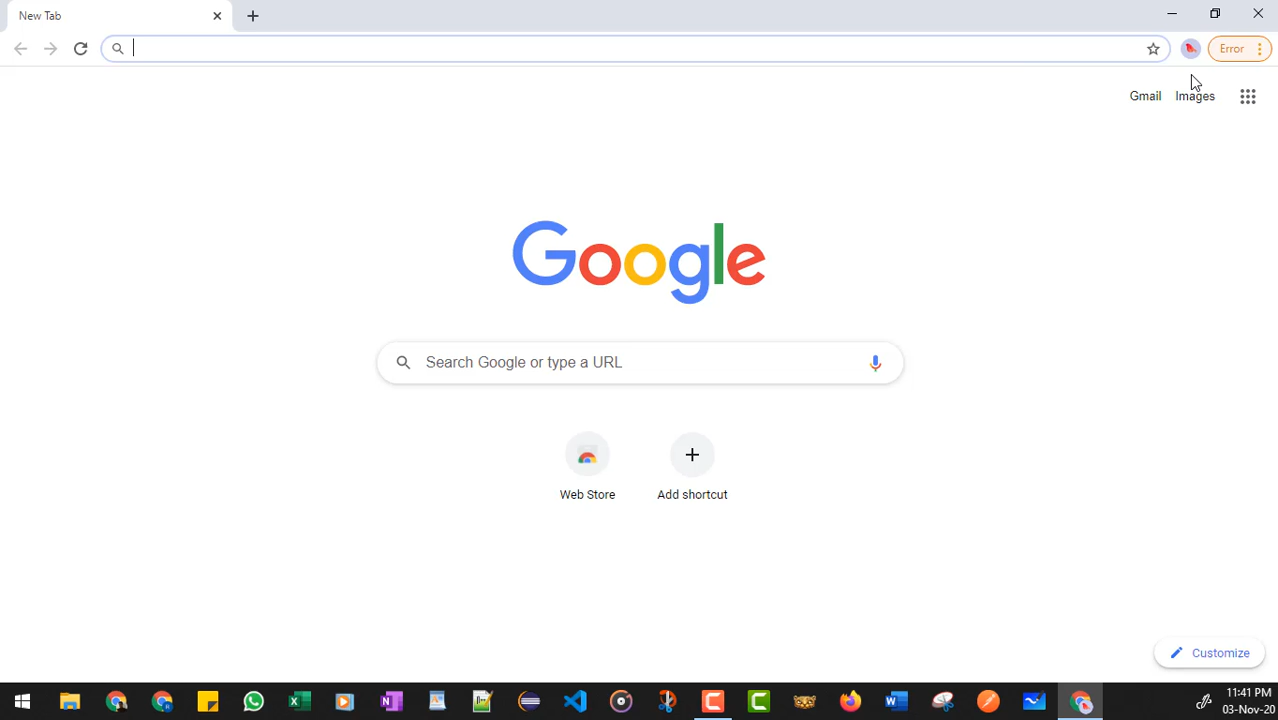 New Tab
Error
Gmail Images
Google
Search Google or type a URL
Web Store Add shortcut
Customize
11:41 PM
03-Nov-20